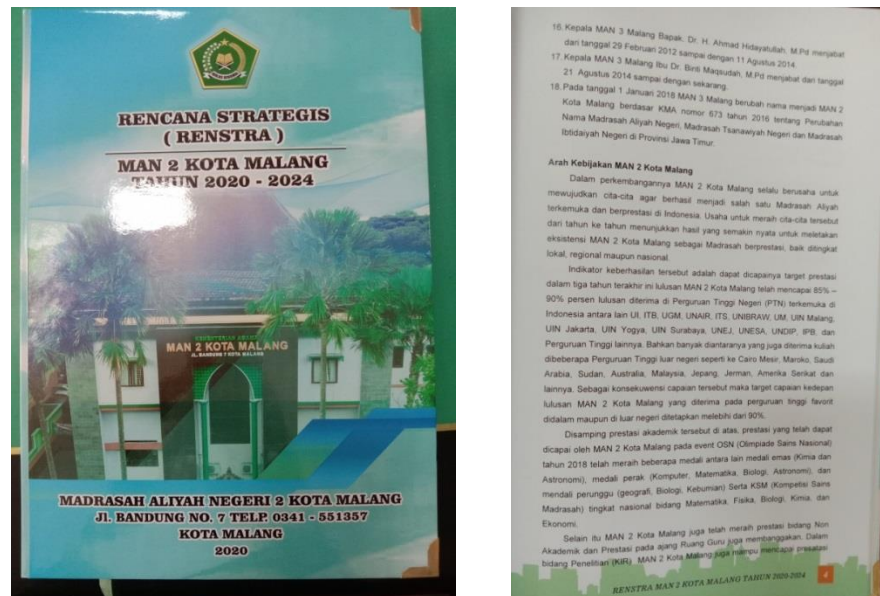 RENCANA STRATEGIS
( RENSTRA )
MAN 2 KOTA MALANG
TAHUN 2020 - 2024
KEMENTERIAN AGAMA
MAN 2 KOTA MALANG
JL. BANDUNG 7 KOTA MALANG
MADRASAH ALIYAH NEGERI 2 KOTA MALANG
Jl. BANDUNG NO. 7 TELP. 0341 - 551357
KOTA MALANG
2020
16. Kepala MAN 3 Malang Bapak, Dr. H. Ahmad Hidayatullah, M.Pd menjabat
dari tanggal 29 Februari 2012 sampai dengan 11 Agustus 2014.
17. Kepala MAN 3 Malang Ibu Dr. Binti Maqsudah, M.Pd menjabat dari tanggal
21 Agustus 2014 sampai dengan sekarang.
18. Pada tanggal 1 Januari 2018 MAN 3 Malang berubah nama menjadi MAN 2
Kota Malang berdasar KMA nomor 673 tahun 2016 tentang Perubahan
Nama Madrasah Aliyah Negeri, Madrasah Tsanawiyah Negeri dan Madrasah
Ibtidaiyah Negeri di Provinsi Jawa Timur.
Arah Kebijakan MAN 2 Kota Malang
Dalam perkembangannya MAN 2 Kota Malang selalu berusaha untuk
mewujudkan cita-cita agar berhasil menjadi salah satu Madrasah Aliyah
terkemuka dan berprestasi di Indonesia. Usaha untuk meraih cita-cita tersebut
dari tahun ke tahun menunjukkan hasil yang semakin nyata untuk meletakan
eksistensi MAN 2 Kota Malang sebagai Madrasah berprestasi, baik ditingkat
lokal, regional maupun nasional.
Indikator keberhasilan tersebut adalah dapat dicapainya target prestasi
dalam tiga tahun terakhir ini lulusan MAN 2 Kota Malang telah mencapai 85% –
90% persen lulusan diterima di Perguruan Tinggi Negeri (PTN) terkemuka di
Indonesia antara lain UI, ITB, UGM, UNAIR, ITS, UNIBRAW, UM, UIN Malang,
UIN Jakarta, UIN Yogya, UIN Surabaya, UNEJ, UNESA, UNDIP, IPB, dan
Perguruan Tinggi lainnya. Bahkan banyak diantaranya yang juga diterima kuliah
dibeberapa Perguruan Tinggi luar negeri seperti ke Cairo Mesir, Maroko, Saudi
Arabia, Sudan, Australia, Malaysia, Jepang, Jerman, Amerika Serikat dan
lainnya. Sebagai konsekuwensi capaian tersebut maka target capaian kedepan
lulusan MAN 2 Kota Malang yang diterima pada perguruan tinggi favorit
didalam maupun di luar negeri ditetapkan melebihi dari 90%.
Disamping prestasi akademik tersebut di atas, prestasi yang telah dapat
dicapai oleh MAN 2 Kota Malang pada event OSN (Olimpiade Sains Nasional)
tahun 2018 telah meraih beberapa medali antara lain medali emas (Kimia dan
Astronomi), medali perak (Komputer, Matematika, Biologi, Astronomi), dan
mendali perunggu (geografi, Biologi, Kebumian) Serta KSM (Kompetisi Sains
Madrasah) tingkat nasional bidang Matematika, Fisika, Biologi, Kimia, dan
Ekonomi.
Selain itu MAN 2 Kota Malang juga telah meraih prestasi bidang Non
Akademik dan Prestasi pada ajang Ruang Guru juga membanggakan. Dalam
bidang Penelitian (KIR) MAN 2 Kota Malang juga mampu mencapai presatasi
RENSTRA MAN 2 KOTA MALANG TAHUN 2020-2024
4